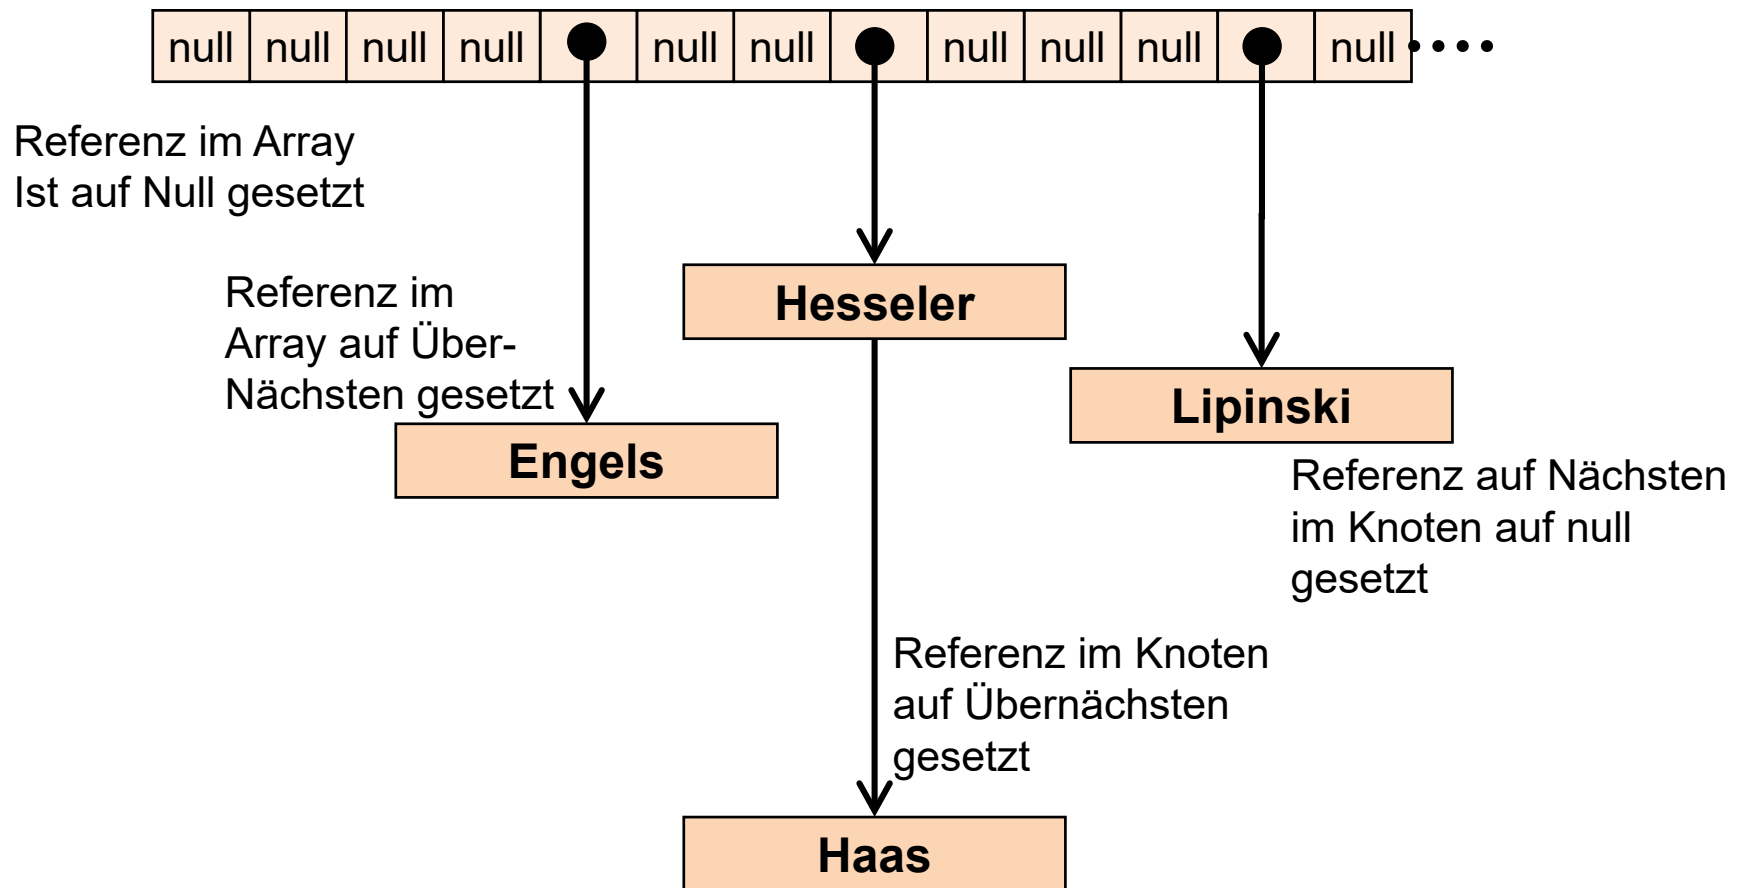 null null null null null null null null null null
Referenz im Array
Ist auf Null gesetzt
Referenz im
Array auf Über-
Nächsten gesetzt
Hesseler
Lipinski
Engels
Referenz auf Nächsten
im Knoten auf null
gesetzt
Referenz im Knoten
auf Übernächsten
gesetzt
Haas